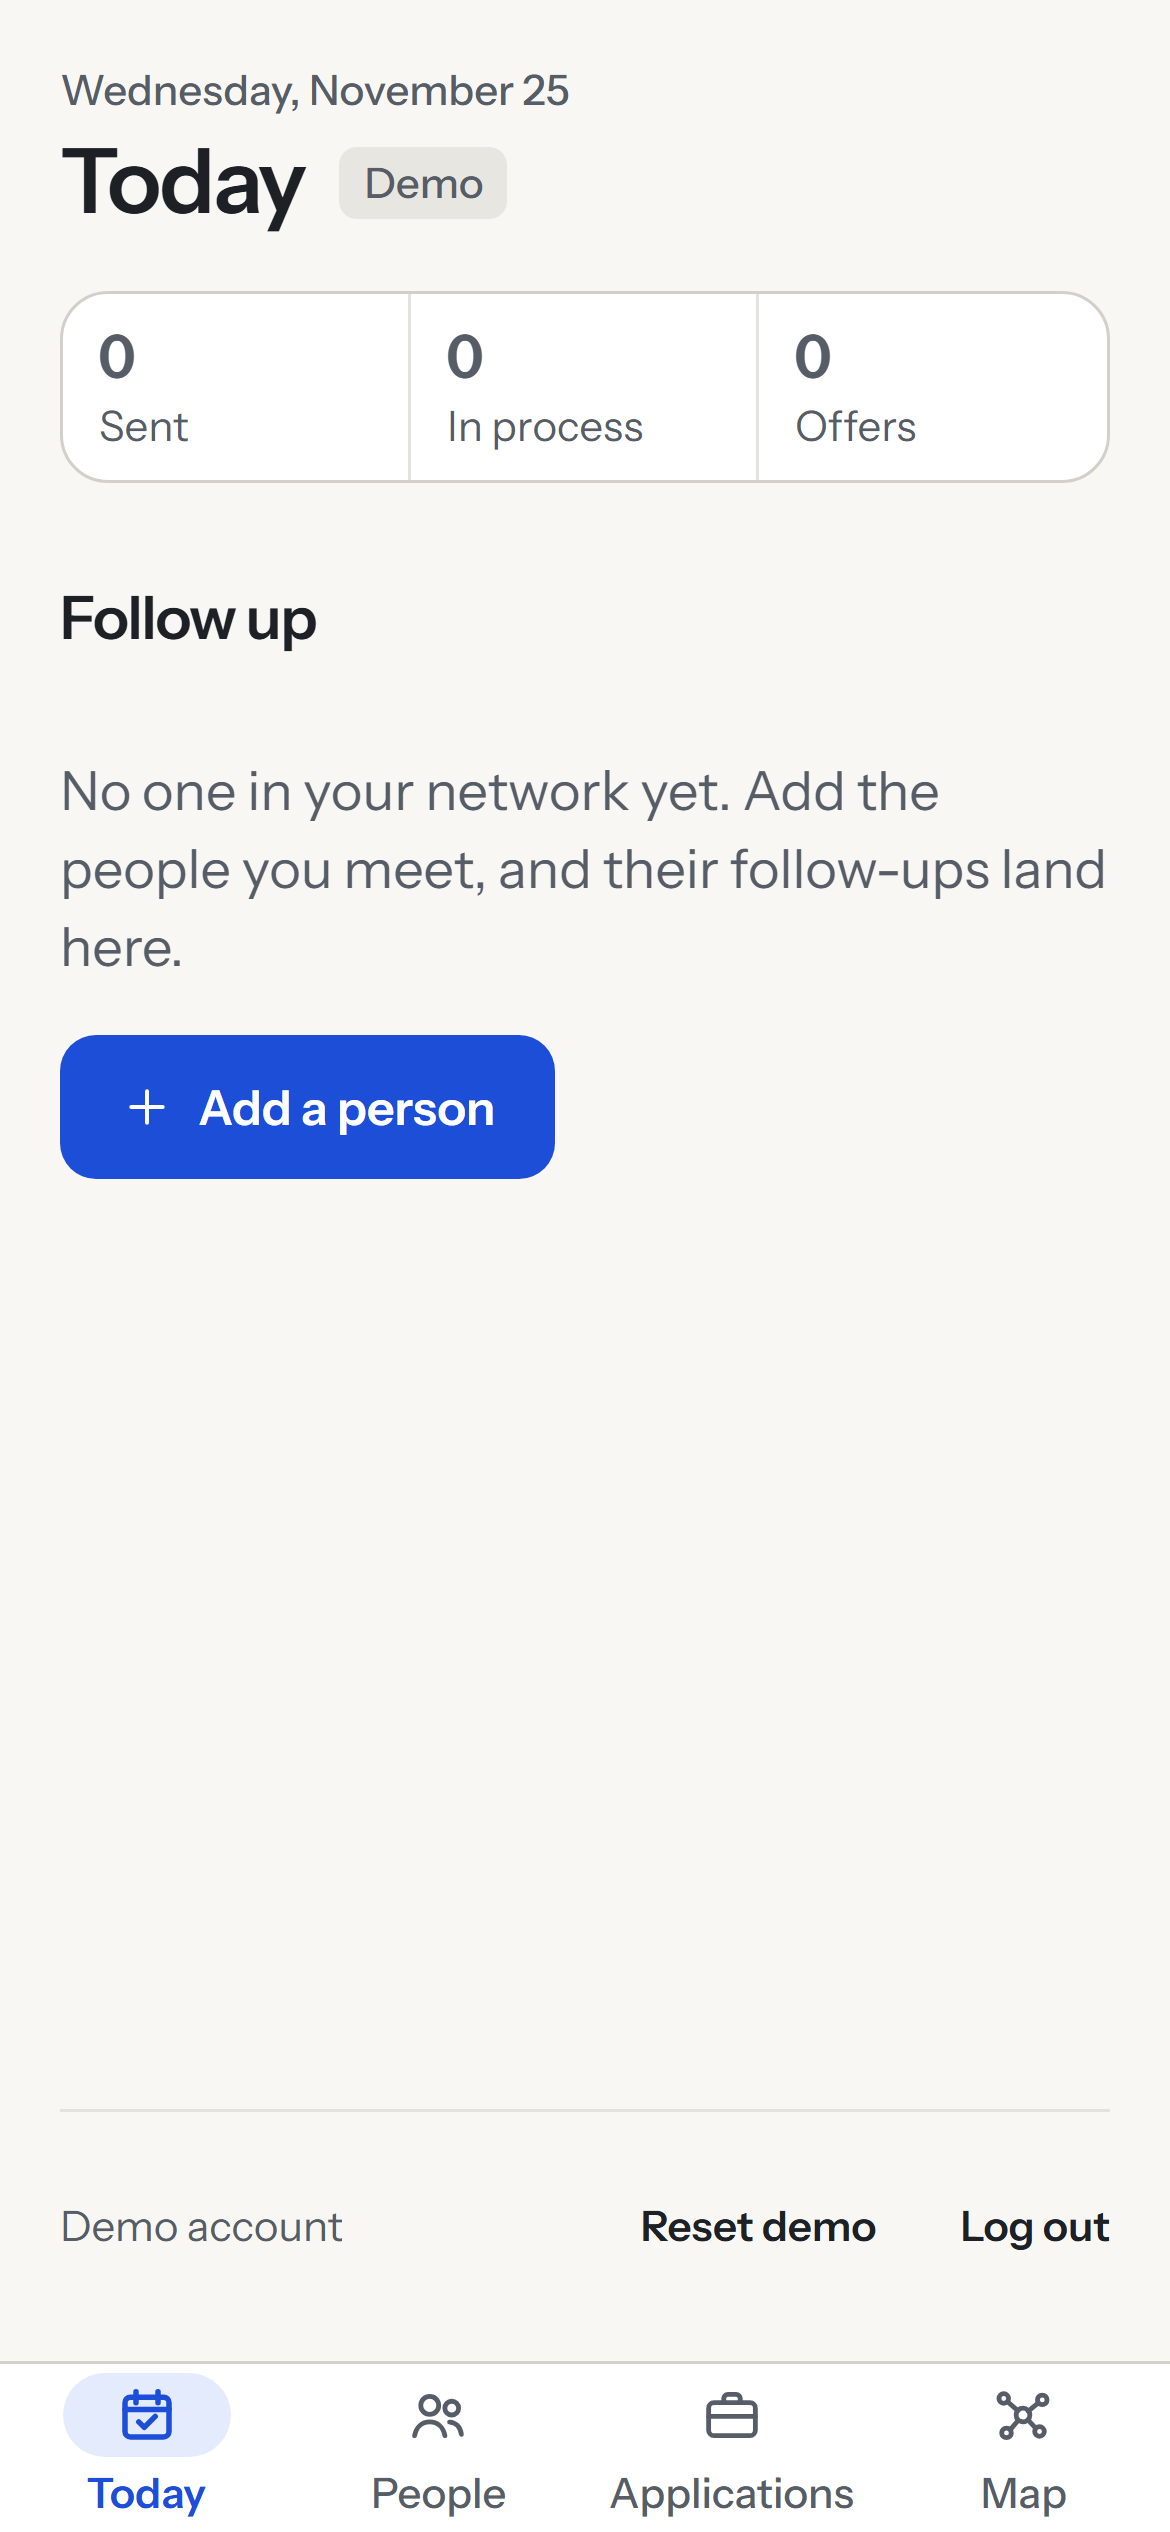 Wednesday, November 25
Today Demo
0 0 0
Sent In process Offers
Follow up
No one in your network yet. Add the
people you meet, and their follow-ups land
here.
Add a person
Demo account Reset demo Log out
Today People Applications Map